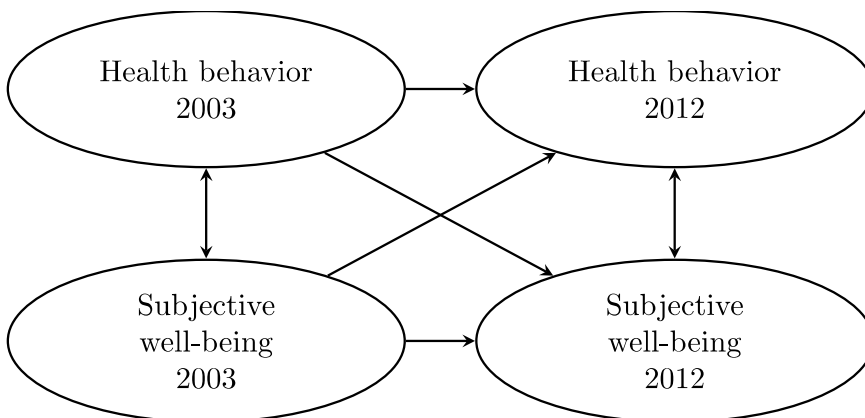 Health behavior
2003
Health behavior
2012
Subjective
well-being
2003
Subjective
well-being
2012